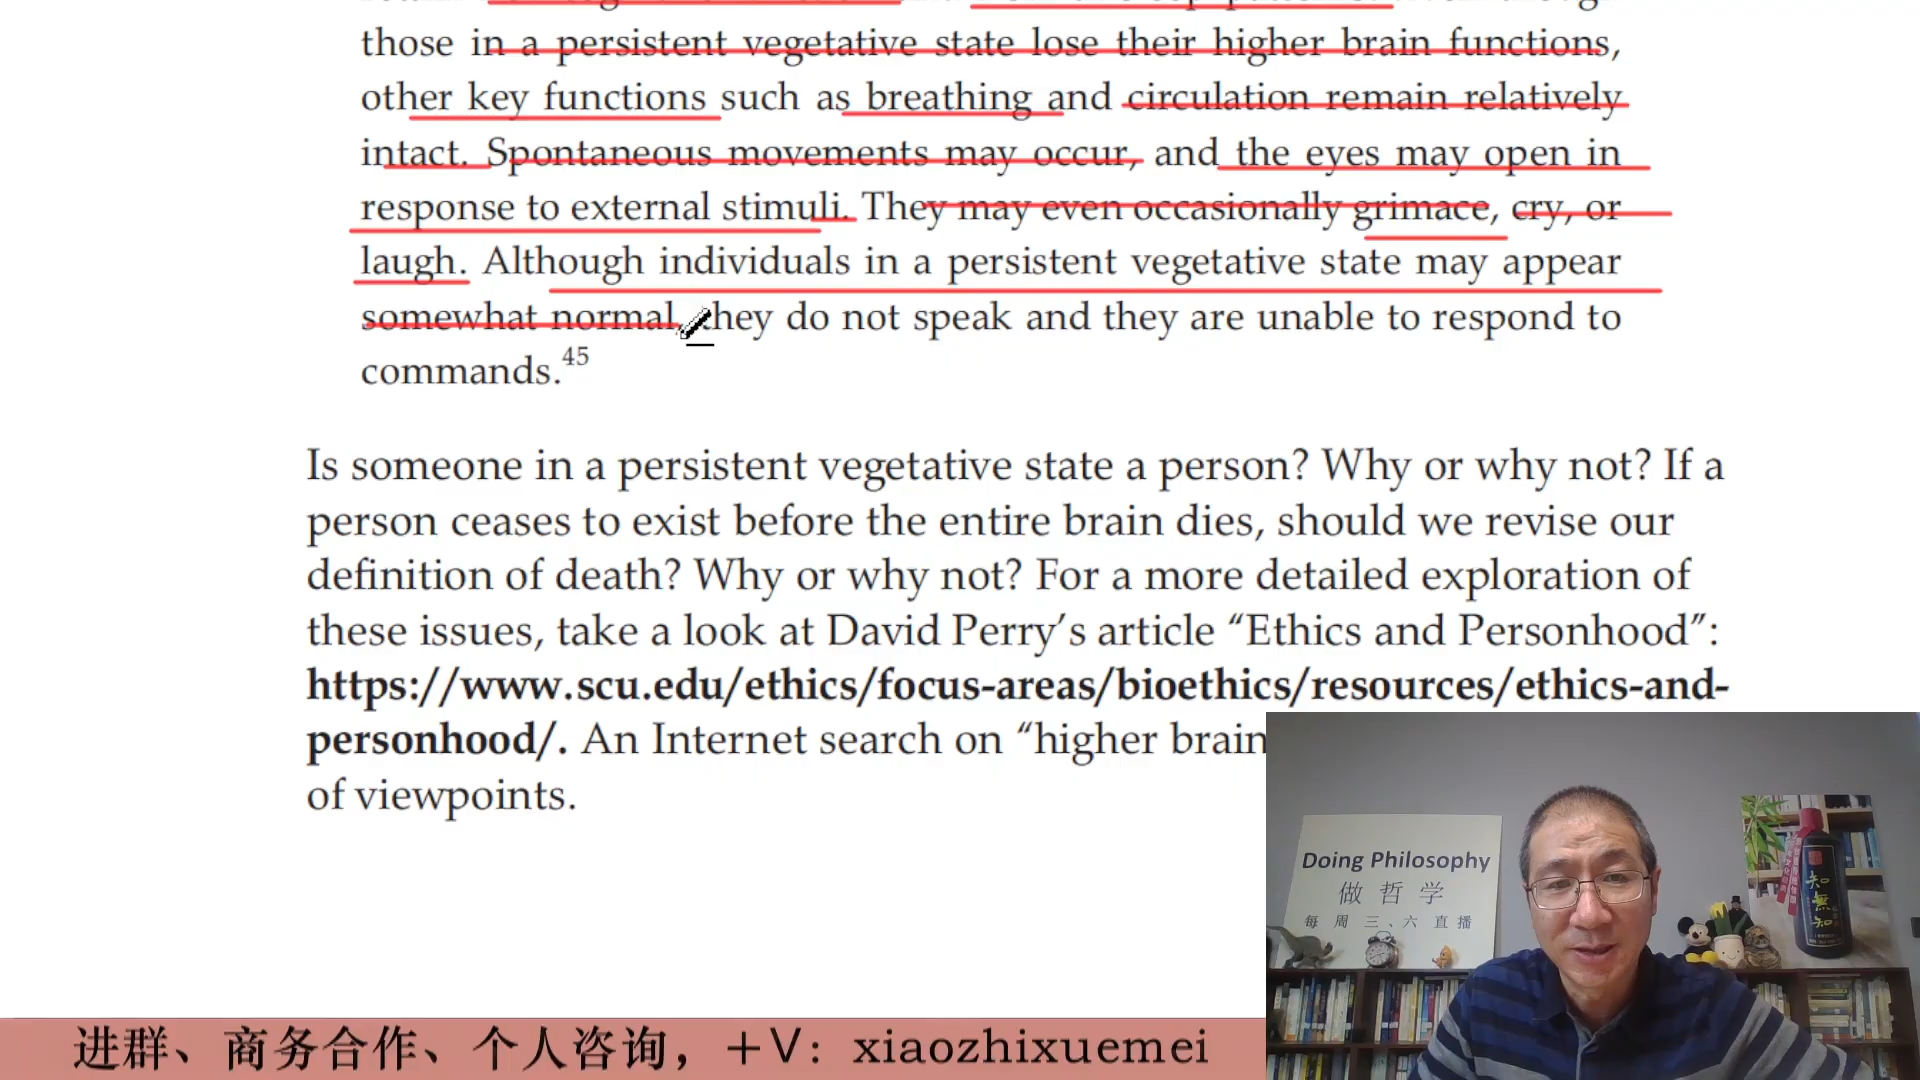 those in a persistent vegetative state lose their higher brain functions,
other key functions such as breathing and circulation remain relatively
intact. Spontaneous movements may occur, and the eyes may open in
response to external stimuli. They may even occasionally grimace, cry, or
laugh. Although individuals in a persistent vegetative state may appear
somewhat normal, they do not speak and they are unable to respond to
commands.45
Is someone in a persistent vegetative state a person? Why or why not? If a
person ceases to exist before the entire brain dies, should we revise our
definition of death? Why or why not? For a more detailed exploration of
these issues, take a look at David Perry’s article “Ethics and Personhood”:
https://www.scu.edu/ethics/focus-areas/bioethics/resources/ethics-and-
personhood/. An Internet search on “higher brain
of viewpoints.
Doing Philosophy
做哲学
每周三、六直播
知無知
进群、商务合作、个人咨询，+V：xiaozhixuemei